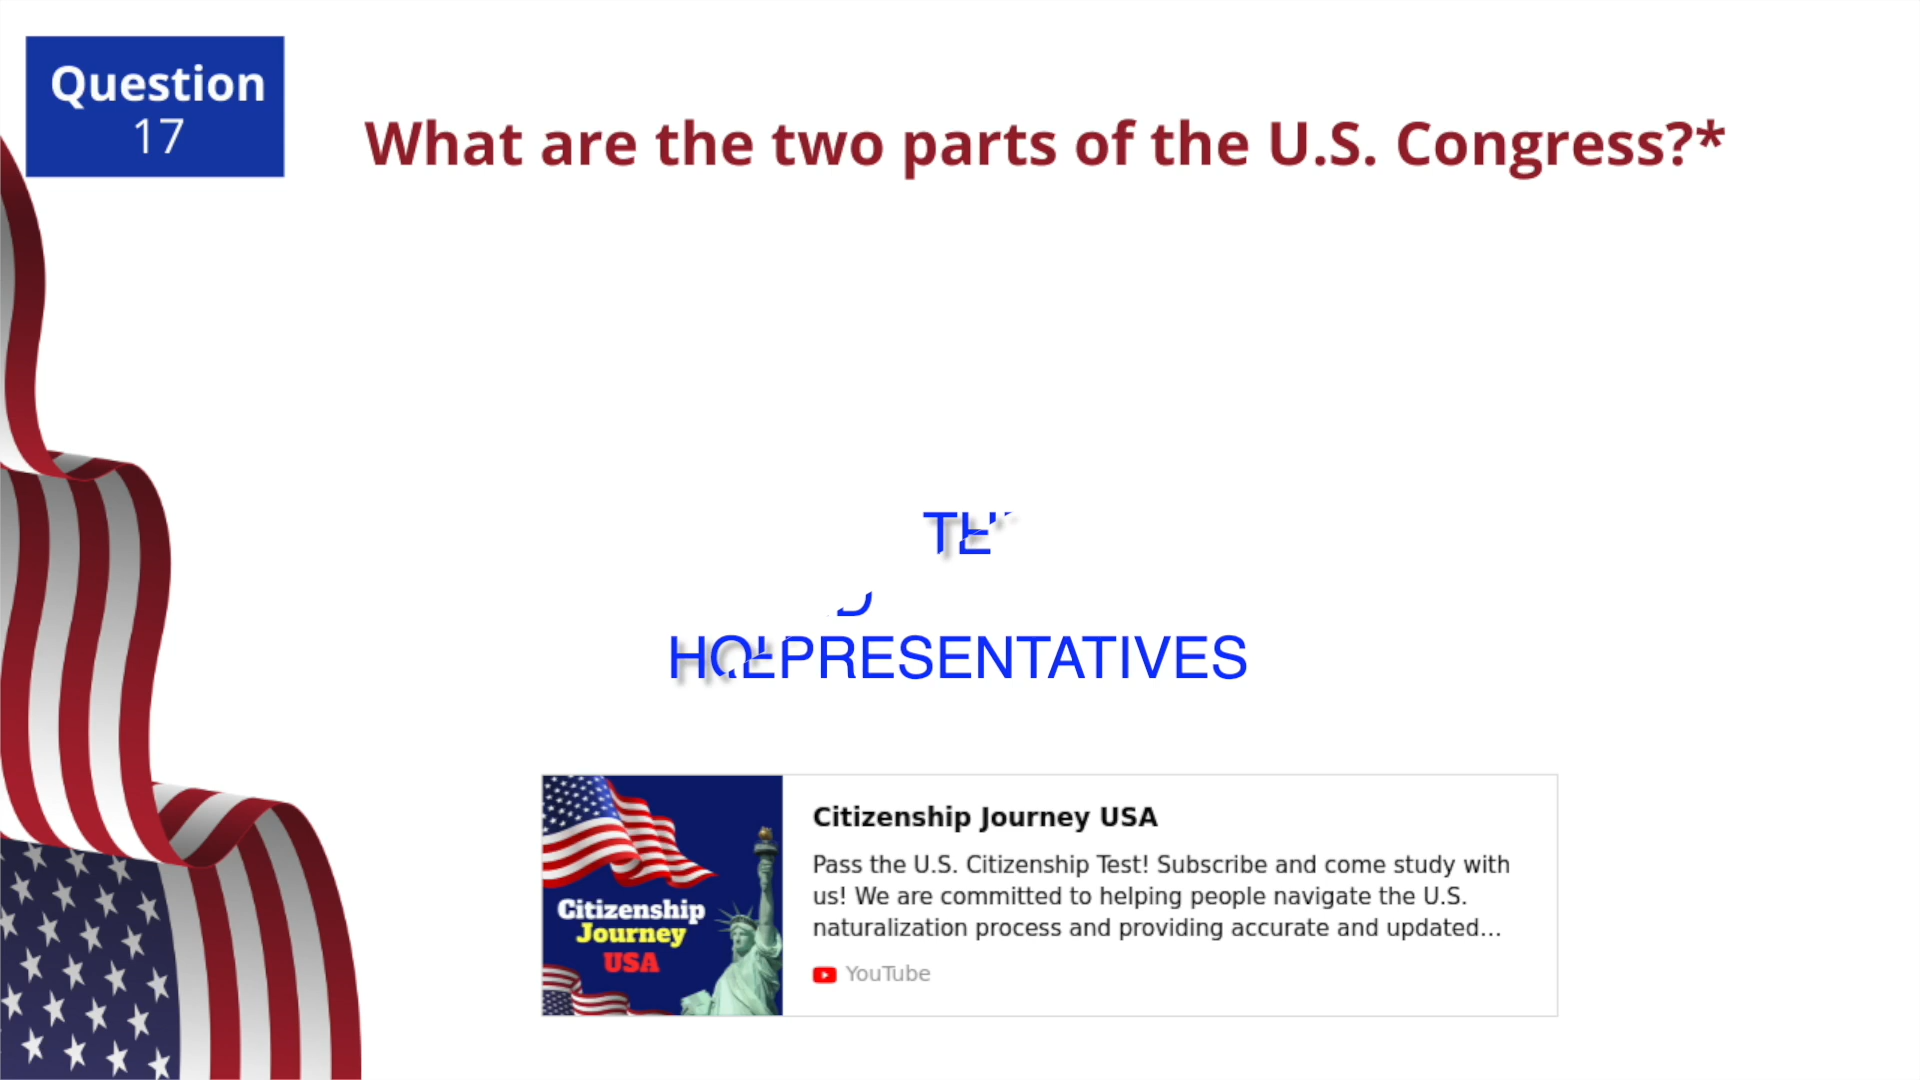 Question
17
What are the two parts of the U.S. Congress?*
Citizenship Journey USA
Pass the U.S. Citizenship Test! Subscribe and come study with
us! We are committed to helping people navigate the U.S.
naturalization process and providing accurate and updated...
YouTube
Citizenship
Journey
USA